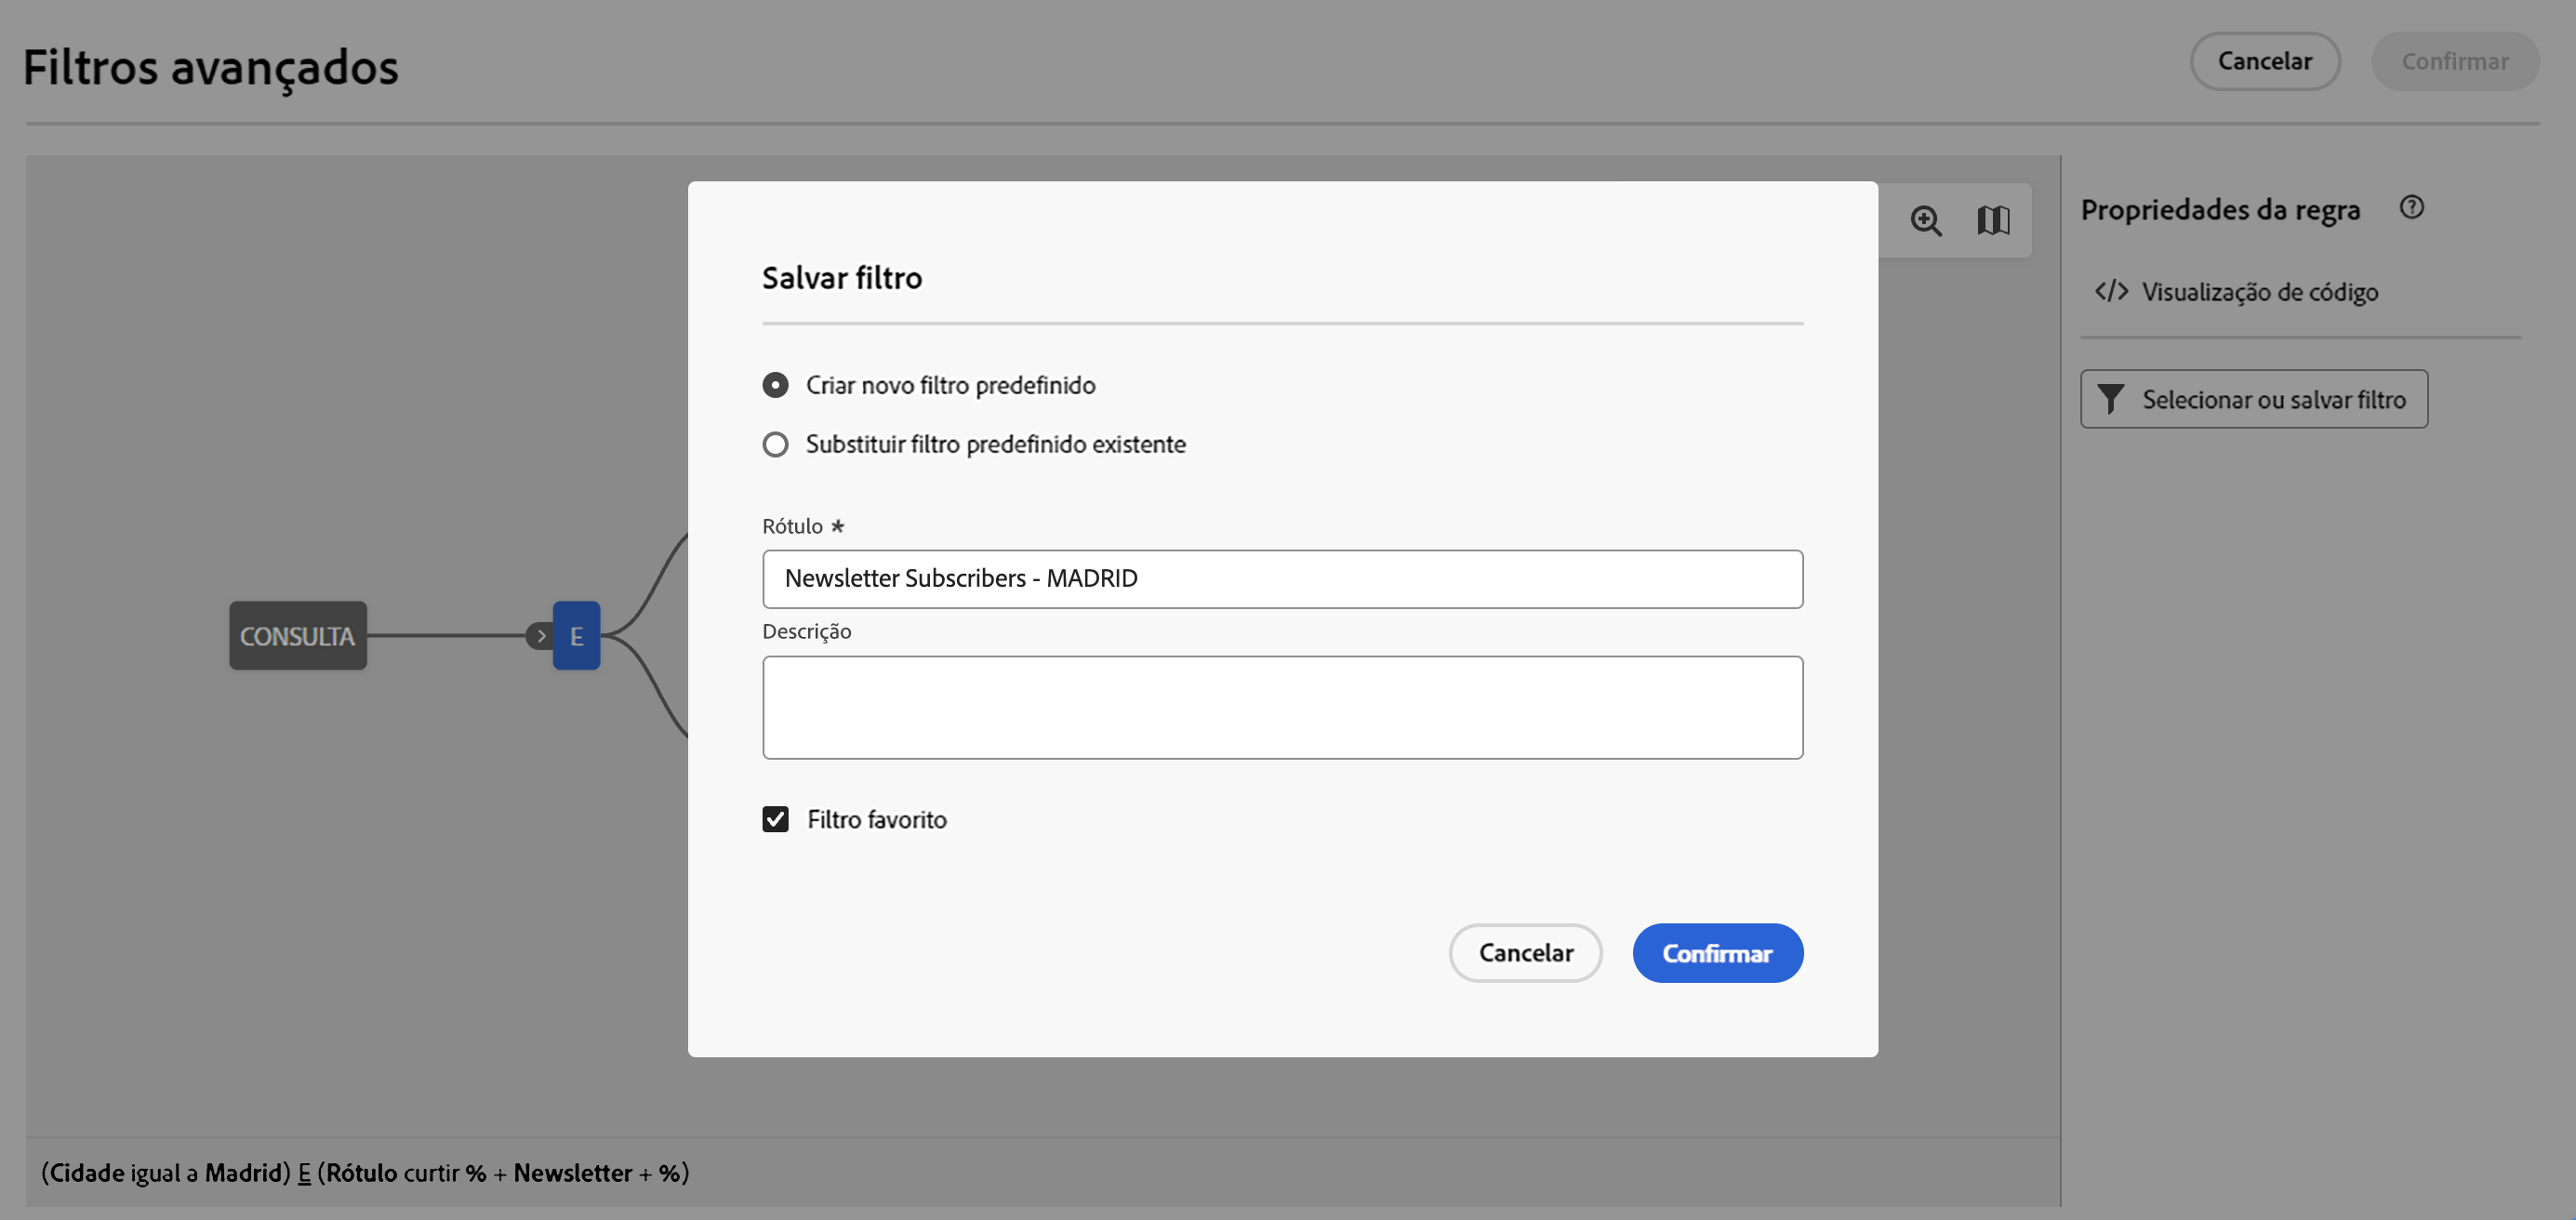 Filtros avançados
Cancelar
Confirmar
Propriedades da regra
</> Visualização de código
Selecionar ou salvar filtro
CONSULTA
E
Salvar filtro
Criar novo filtro predefinido
Substituir filtro predefinido existente
Rótulo *
Newsletter Subscribers - MADRID
Descrição
Filtro favorito
Cancelar
Confirmar
(Cidade igual a Madrid) E (Rótulo curtir % + Newsletter + %)